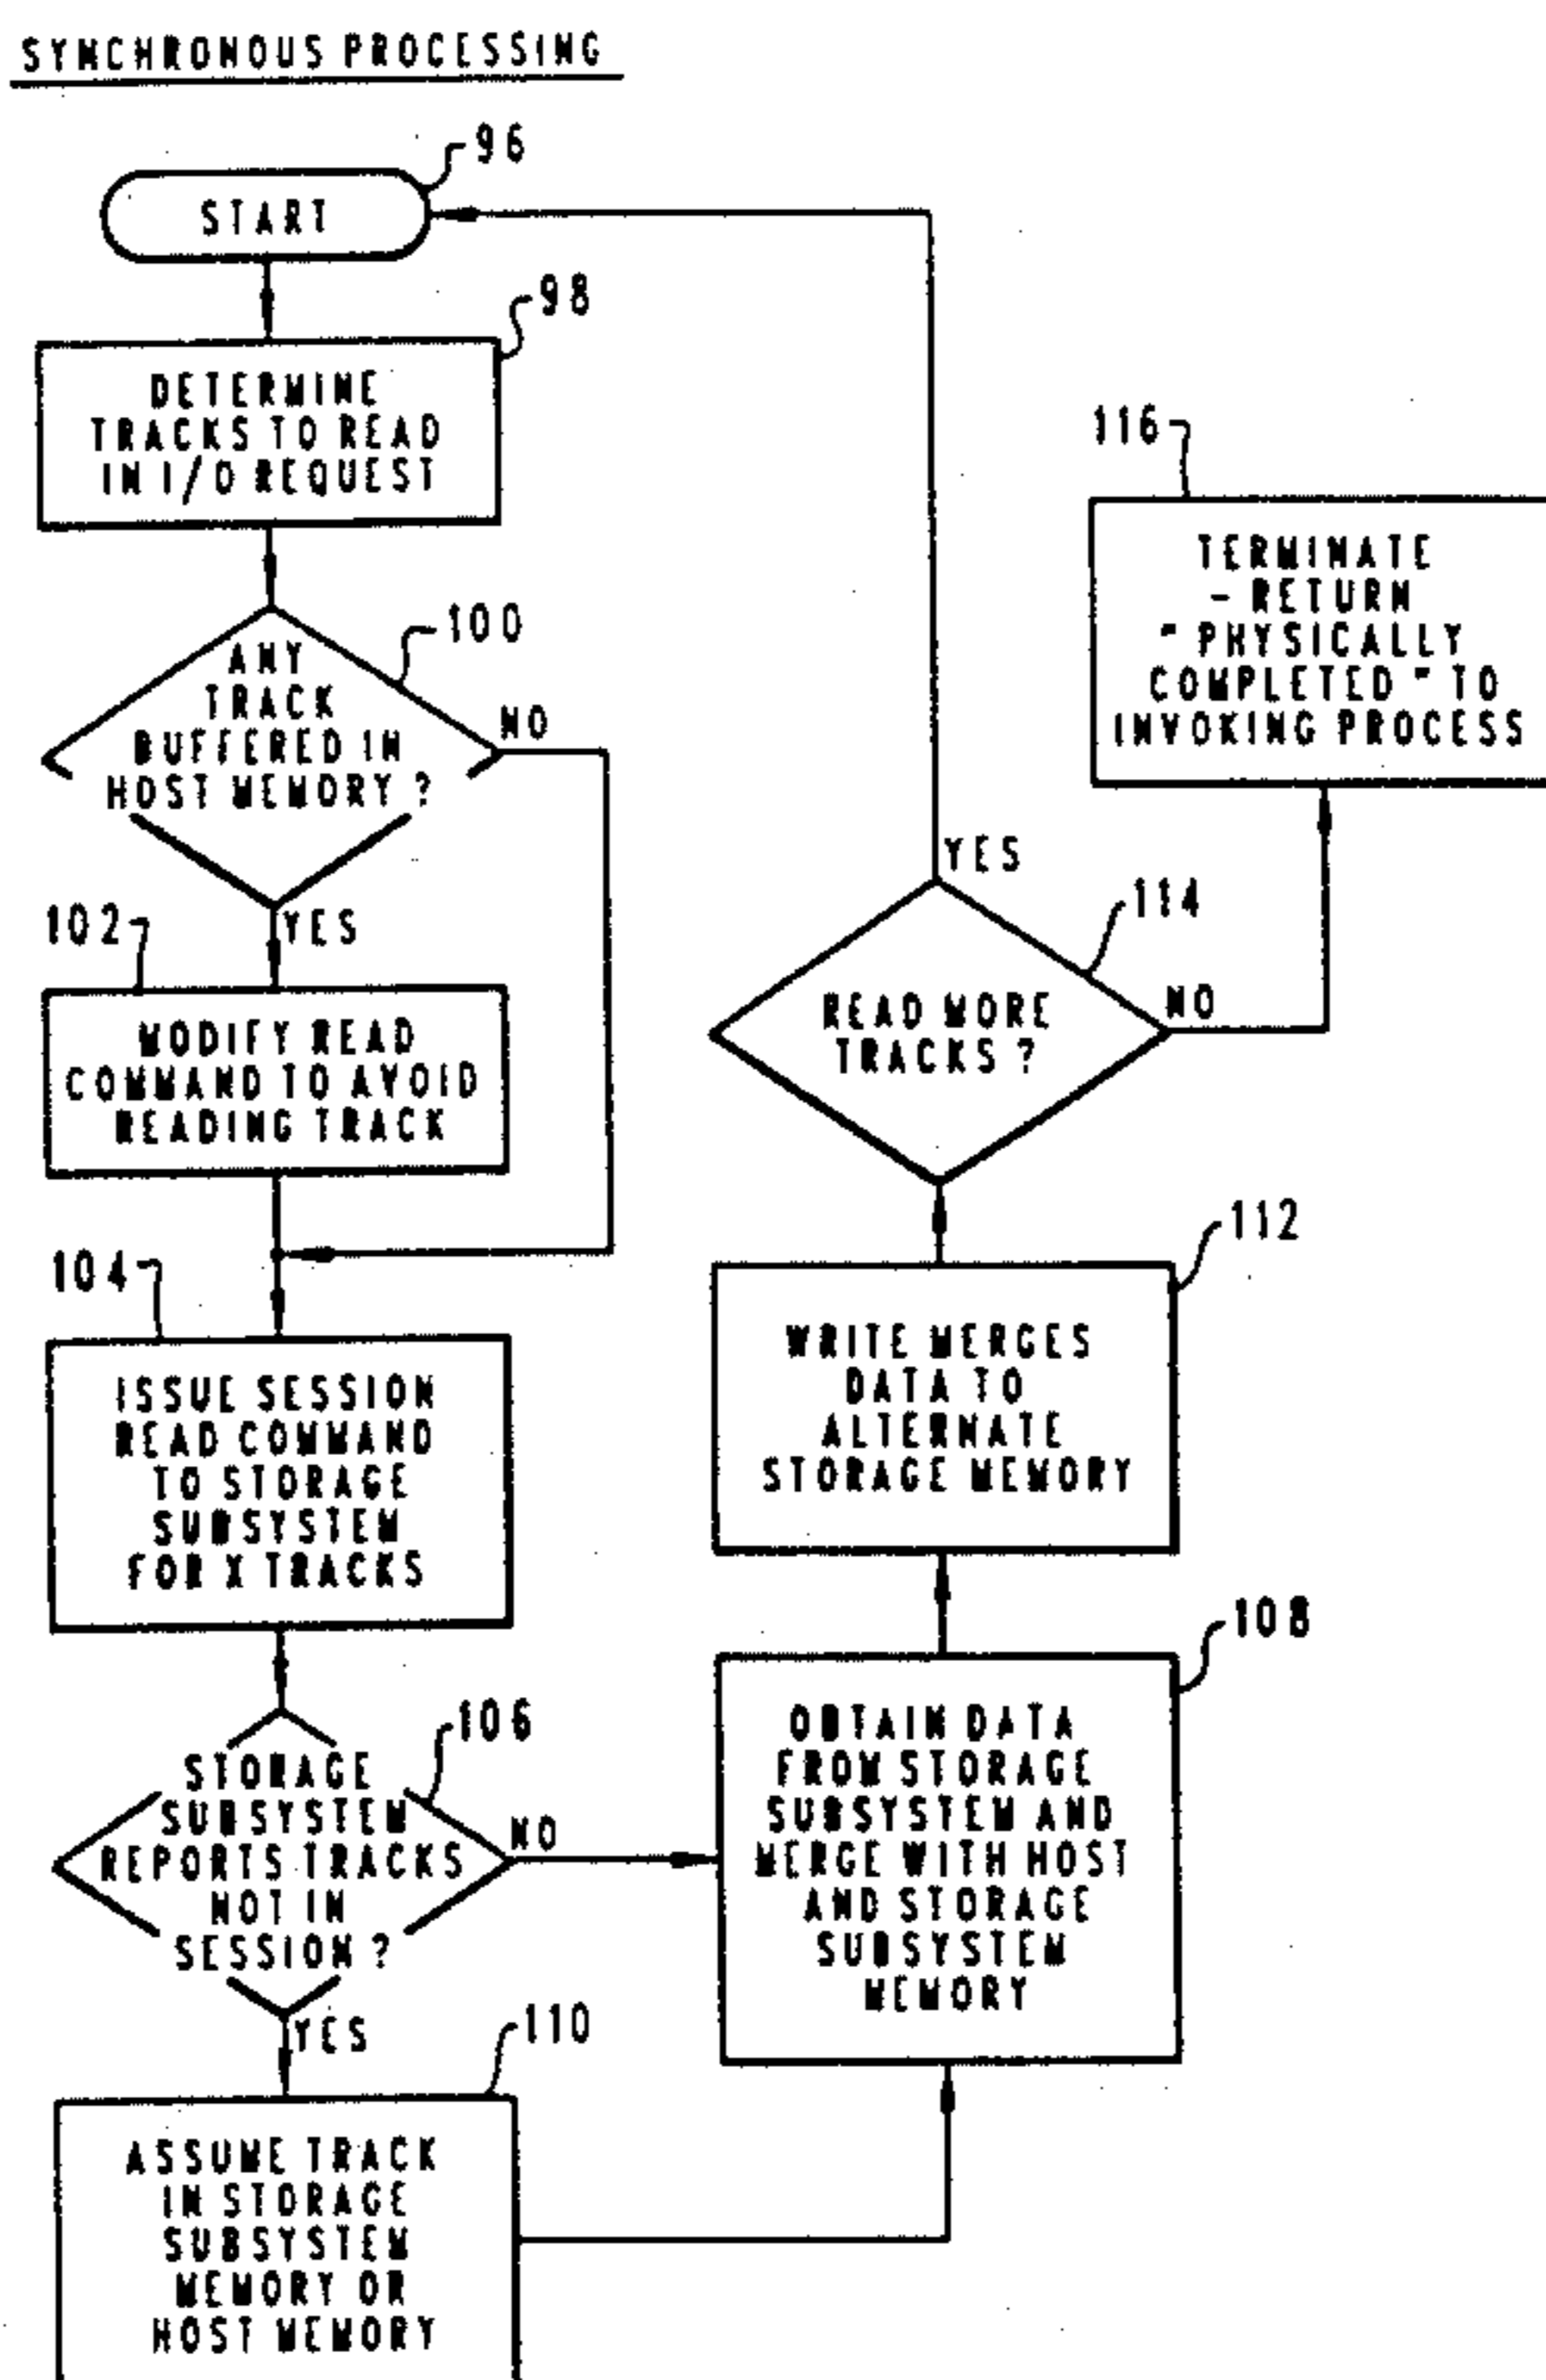 SYNCHRONOUS PROCESSING
96
START
98
DETERMINE
TRACKS TO READ
IN I/O REQUEST
100
ANY
TRACK
BUFFERED IN
HOST MEMORY ?
NO
YES
102
MODIFY READ
COMMAND TO AVOID
READING TRACK
104
ISSUE SESSION
READ COMMAND
TO STORAGE
SUBSYSTEM
FOR X TRACKS
106
STORAGE
SUBSYSTEM
REPORTS TRACKS
NOT IN
SESSION ?
NO
YES
110
ASSUME TRACK
IN STORAGE
SUBSYSTEM
MEMORY OR
HOST MEMORY
108
OBTAIN DATA
FROM STORAGE
SUBSYSTEM AND
MERGE WITH HOST
AND STORAGE
SUBSYSTEM
MEMORY
112
WRITE MERGES
DATA TO
ALTERNATE
STORAGE MEMORY
114
READ MORE
TRACKS ?
YES
NO
116
TERMINATE
- RETURN
" PHYSICALLY
COMPLETED " TO
INVOKING PROCESS